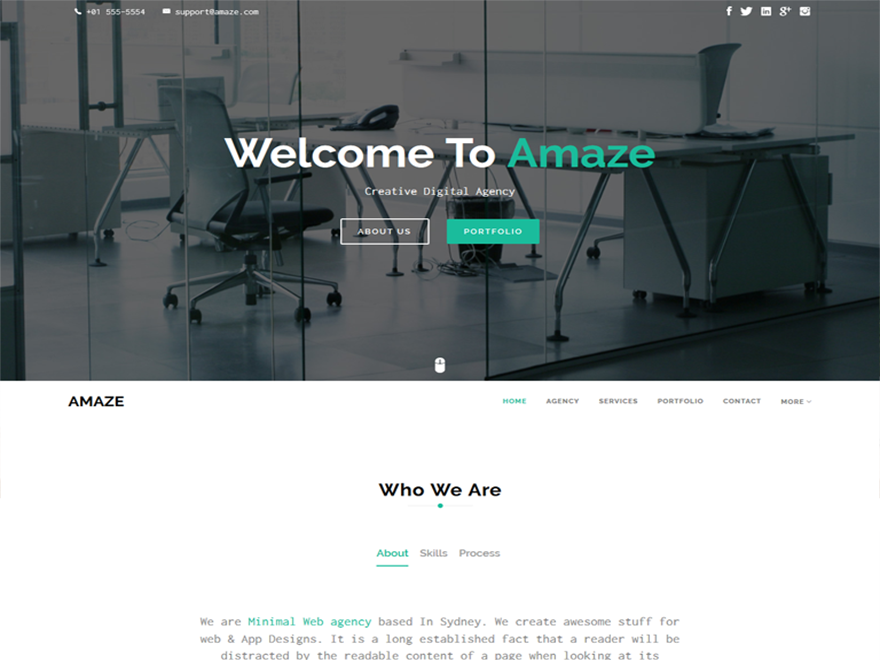 +01 555-5554 support@amaze.com
Welcome To Amaze
Creative Digital Agency
ABOUT US PORTFOLIO
AMAZE HOME AGENCY SERVICES PORTFOLIO CONTACT MORE
Who We Are
About Skills Process
We are Minimal Web agency based In Sydney. We create awesome stuff for
web & App Designs. It is a long established fact that a reader will be
distracted by the readable content of a page when looking at its